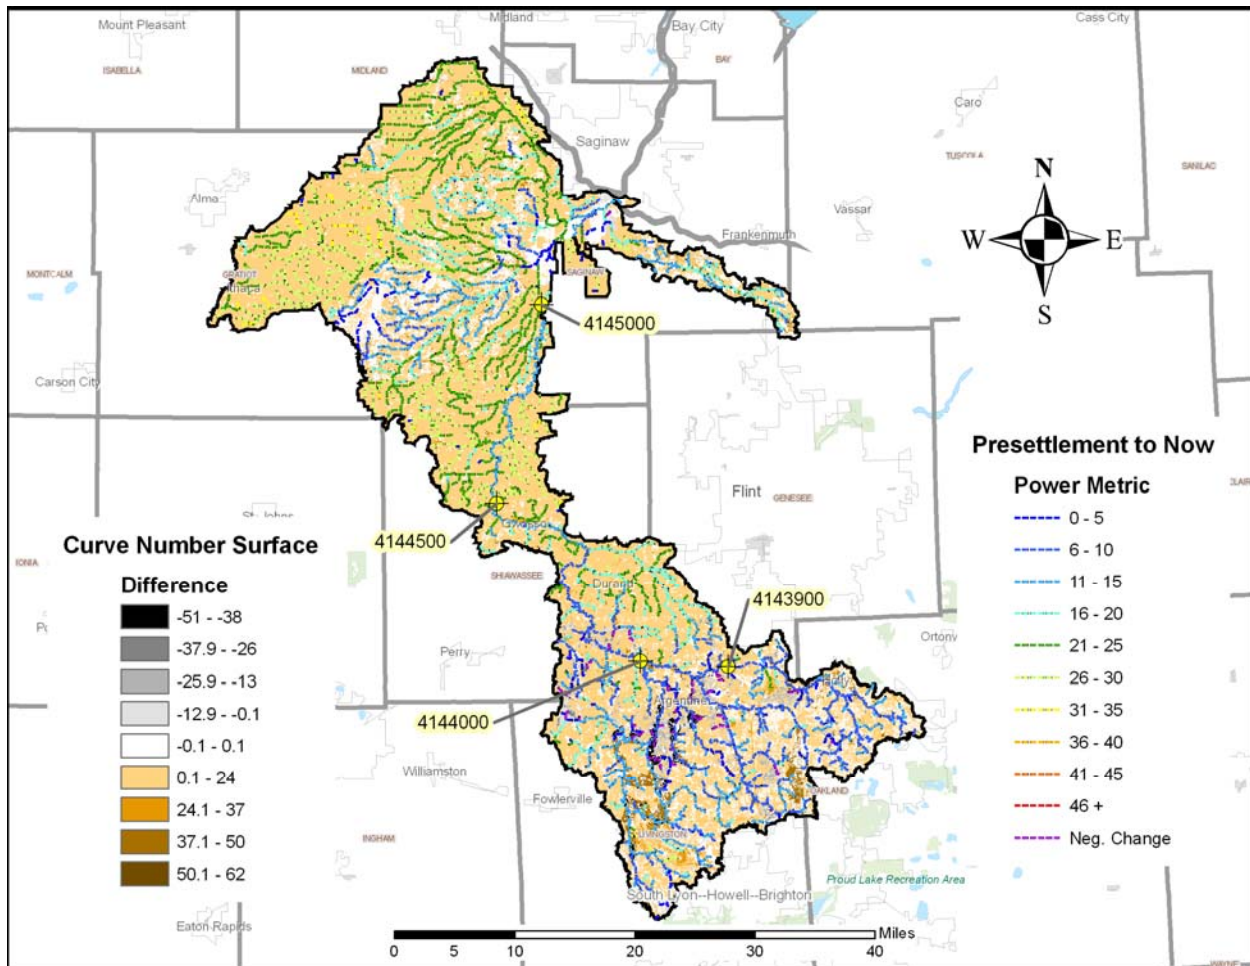 Mount Pleasant
Midland
Bay City
Cass City
ISABELLA
MIDLAND
BAY
Caro
Saginaw
TUSCOLA
SANILAC
N
Alma
Vassar
W
E
Frankenmuth
S
MONTCALM
GRATIOT
SAGINAW
Ithaca
4145000
Carson City
Presettlement to Now
Flint
GENESEE
Power Metric
0 - 5
Curve Number Surface
Owosso
4144500
6 - 10
IONIA
SHIAWASSEE
Difference
Durand
11 - 15
-51 - -38
4143900
16 - 20
-37.9 - -26
Perry
21 - 25
-25.9 - -13
Holly
26 - 30
-12.9 - -0.1
Argentine
4144000
31 - 35
-0.1 - 0.1
36 - 40
0.1 - 24
Williamston
41 - 45
24.1 - 37
Fowlerville
OAKLAND
46 +
37.1 - 50
INGHAM
LIVINGSTON
Neg. Change
50.1 - 62
Proud Lake Recreation Area
South Lyon--Howell--Brighton
Eaton Rapids
Miles
0 5 10 20 30 40
WAYNE